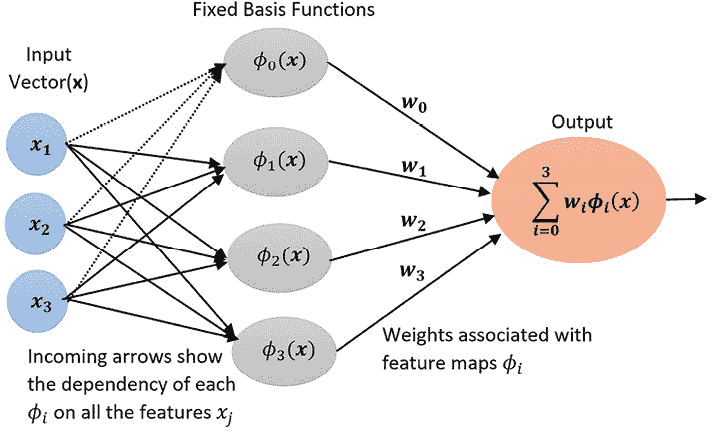 Fixed Basis Functions
Input
Vector(x)
x₁
x₂
x₃
ϕ₀(x)
ϕ₁(x)
ϕ₂(x)
ϕ₃(x)
w₀
w₁
w₂
w₃
Output
3
∑ wᵢϕᵢ(x)
i=0
Incoming arrows show
the dependency of each
ϕᵢ on all the features xⱼ
Weights associated with
feature maps ϕᵢ